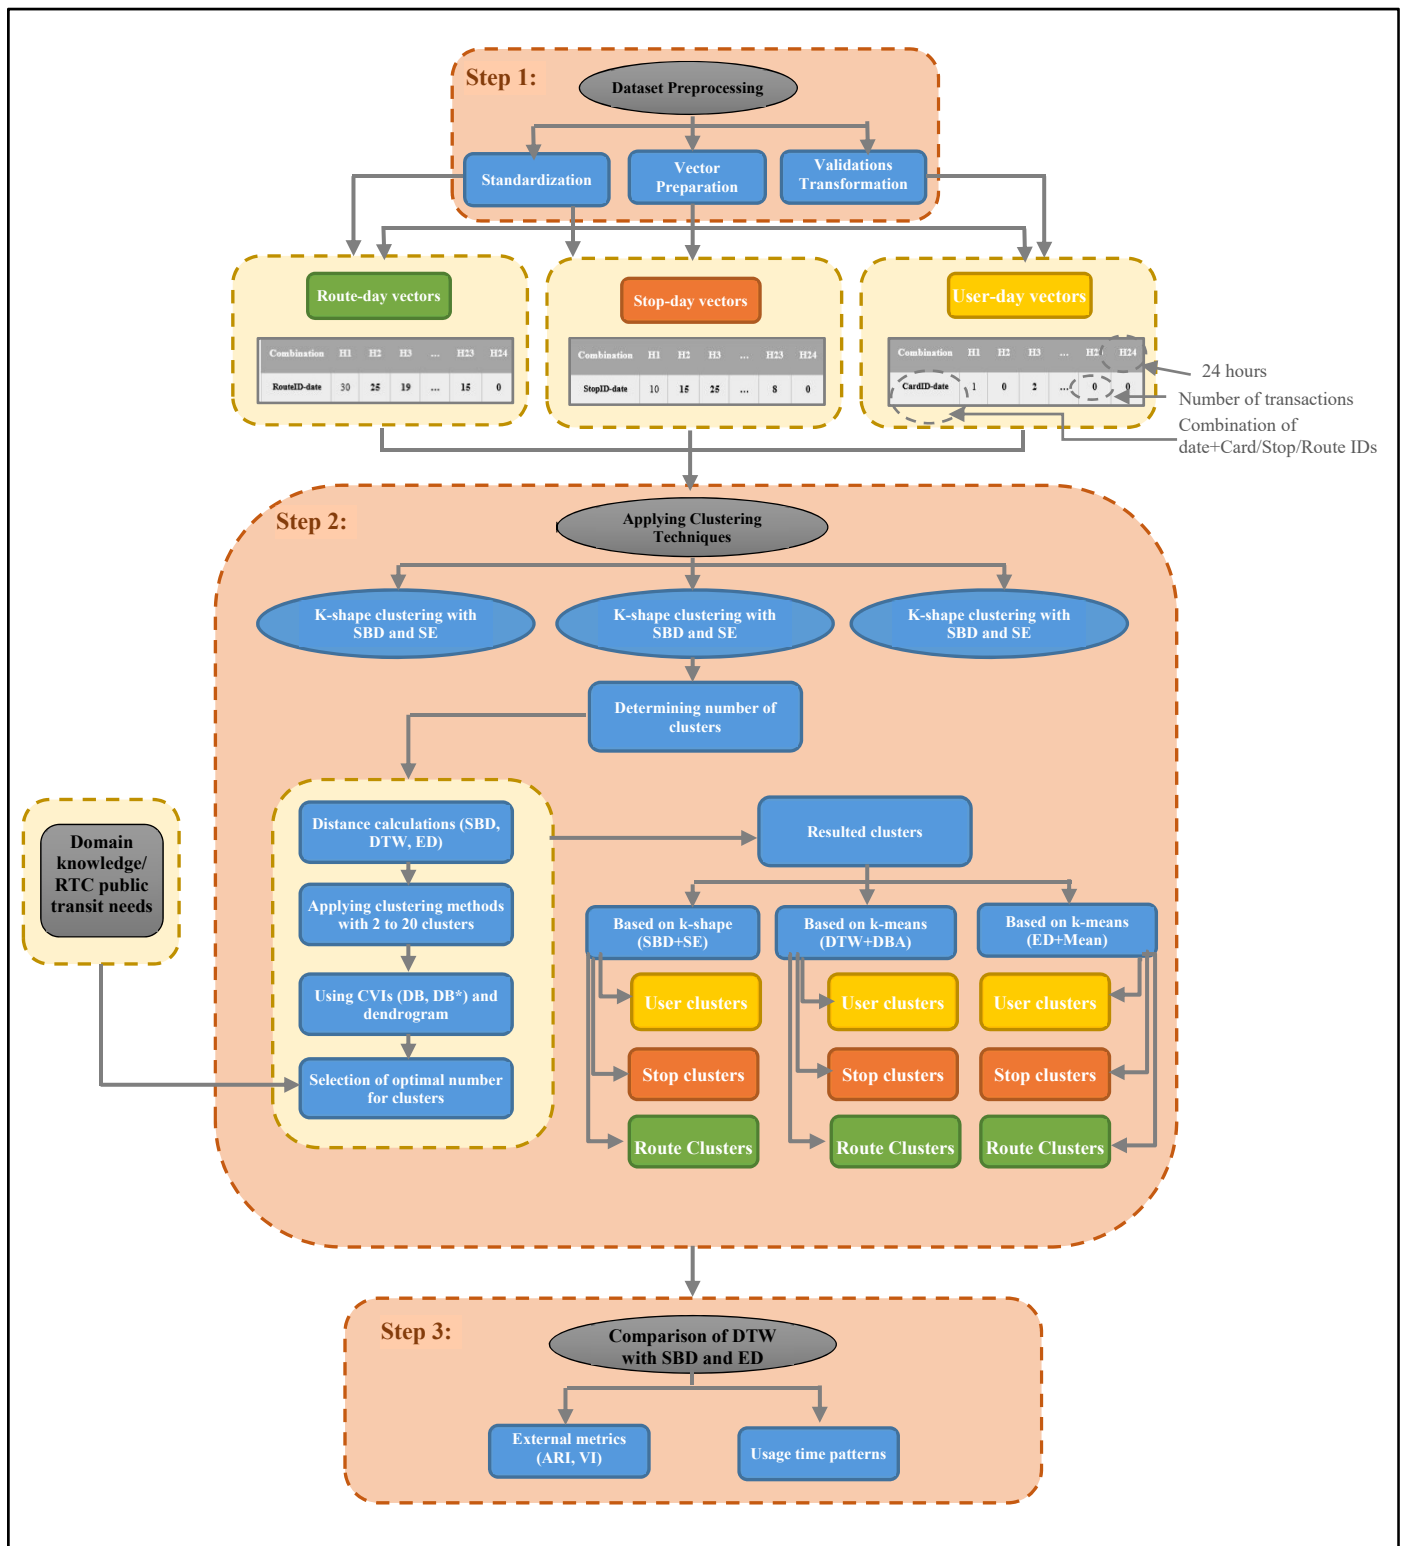 Step 1:
Dataset Preprocessing
Standardization
Vector
Preparation
Validations
Transformation
Route-day vectors
Combination H1 H2 H3 ... H23 H24
RouteID-date 30 25 19 ... 15 0
Stop-day vectors
Combination H1 H2 H3 ... H23 H24
StopID-date 10 15 25 ... 8 0
User-day vectors
Combination H1 H2 H3 ... H24
CardID-date 1 0 2 ... 0 0
24 hours
Number of transactions
Combination of
date+Card/Stop/Route IDs
Step 2:
Applying Clustering
Techniques
K-shape clustering with
SBD and SE
K-shape clustering with
SBD and SE
K-shape clustering with
SBD and SE
Determining number of
clusters
Domain
knowledge/
RTC public
transit needs
Distance calculations (SBD,
DTW, ED)
Applying clustering methods
with 2 to 20 clusters
Using CVIs (DB, DB*) and
dendrogram
Selection of optimal number
for clusters
Resulted clusters
Based on k-shape
(SBD+SE)
User clusters
Stop clusters
Route Clusters
Based on k-means
(DTW+DBA)
User clusters
Stop clusters
Route Clusters
Based on k-means
(ED+Mean)
User clusters
Stop clusters
Route Clusters
Step 3:
Comparison of DTW
with SBD and ED
External metrics
(ARI, VI)
Usage time patterns